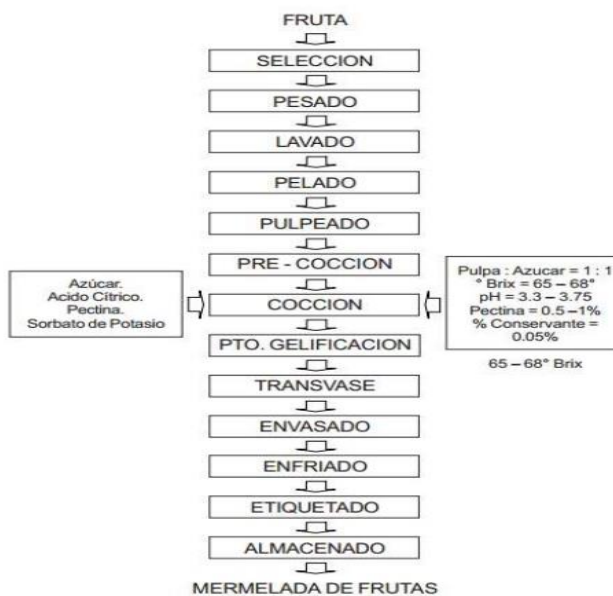 FRUTA
SELECCION
PESADO
LAVADO
PELADO
PULPEADO
PRE - COCCION
Azúcar.
Acido Cítrico.
Pectina.
Sorbato de Potasio
COCCION
Pulpa : Azucar = 1 : 1
° Brix = 65 – 68°
pH = 3.3 – 3.75
Pectina = 0.5 –1%
% Conservante =
0.05%
PTO. GELIFICACION
65 – 68° Brix
TRANSVASE
ENVASADO
ENFRIADO
ETIQUETADO
ALMACENADO
MERMELADA DE FRUTAS